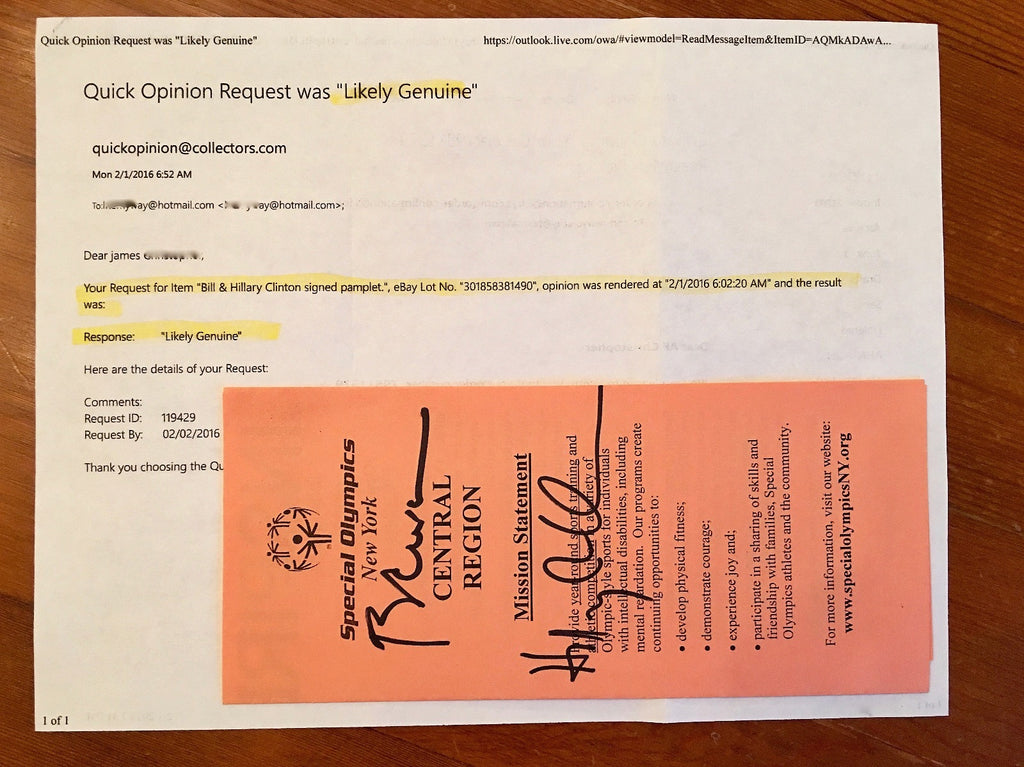 Quick Opinion Request was "Likely Genuine"
https://outlook.live.com/owa/#viewmodel=ReadMessageItem&ItemID=AQMkADAwA...
Quick Opinion Request was "Likely Genuine"
quickopinion@collectors.com
Mon 2/1/2016 6:52 AM
To: ay@hotmail.com < ay@hotmail.com>;
Dear james ,
Your Request for Item "Bill & Hillary Clinton signed pamplet.", eBay Lot No. "301858381490", opinion was rendered at "2/1/2016 6:02:20 AM" and the result
was:
Response: "Likely Genuine"
Here are the details of your Request:
Comments:
Request ID: 119429
Request By: 02/02/2016
Thank you choosing the Qu
1 of 1
Special Olympics
New York
CENTRAL
REGION
Mission Statement
Provide year round sports training and
athletic competition in a variety of
Olympic-style sports for individuals
with intellectual disabilities, including
mental retardation. Our programs create
continuing opportunities to:
• develop physical fitness;
• demonstrate courage;
• experience joy and;
• participate in a sharing of skills and
friendship with families, Special
Olympics athletes and the community.
For more information, visit our website:
www.specialolympicsNY.org